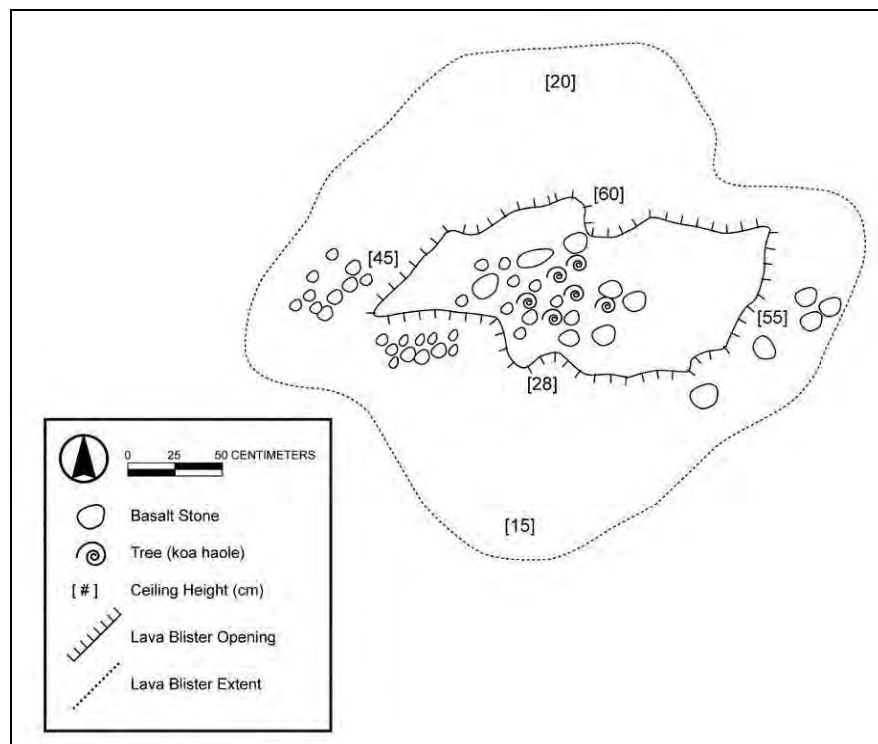 [20]
[60]
[45]
[55]
[28]
[15]
0 25 50 CENTIMETERS
Basalt Stone
Tree (koa haole)
[ # ] Ceiling Height (cm)
Lava Blister Opening
Lava Blister Extent